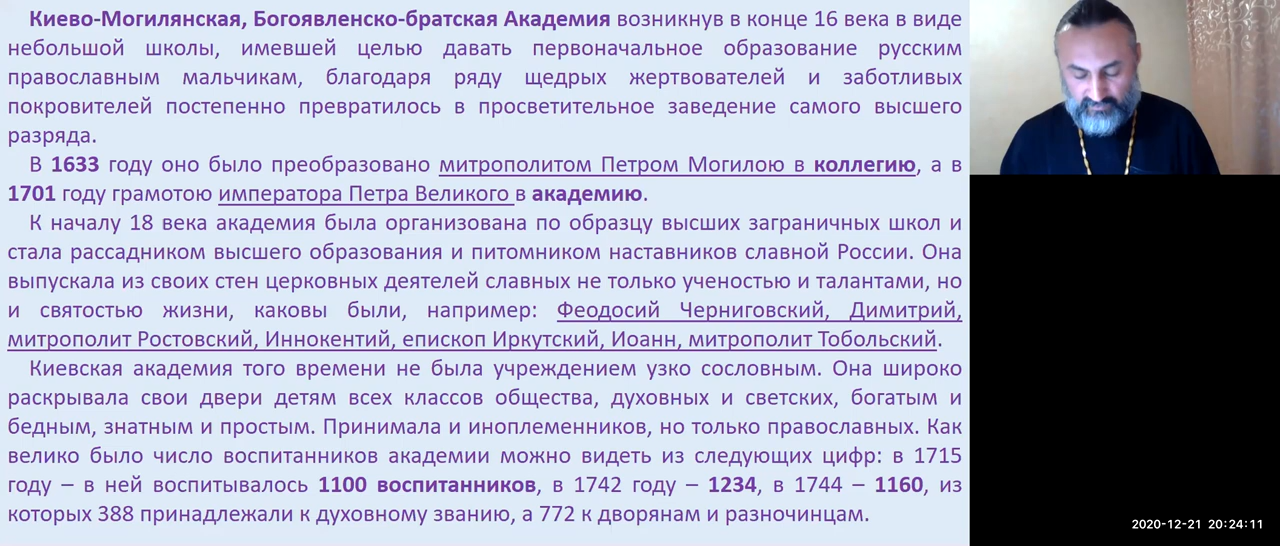 Киево-Могилянская, Богоявленско-братская Академия возникнув в конце 16 века в виде
небольшой школы, имевшей целью давать первоначальное образование русским
православным мальчикам, благодаря ряду щедрых жертвователей и заботливых
покровителей постепенно превратилось в просветительное заведение самого высшего
разряда.
В 1633 году оно было преобразовано митрополитом Петром Могилою в коллегию, а в
1701 году грамотою императора Петра Великого в академию.
К началу 18 века академия была организована по образцу высших заграничных школ и
стала рассадником высшего образования и питомником наставников славной России. Она
выпускала из своих стен церковных деятелей славных не только ученостью и талантами, но
и святостью жизни, каковы были, например: Феодосий Черниговский, Димитрий,
митрополит Ростовский, Иннокентий, епископ Иркутский, Иоанн, митрополит Тобольский.
Киевская академия того времени не была учреждением узко сословным. Она широко
раскрывала свои двери детям всех классов общества, духовных и светских, богатым и
бедным, знатным и простым. Принимала и иноплеменников, но только православных. Как
велико было число воспитанников академии можно видеть из следующих цифр: в 1715
году – в ней воспитывалось 1100 воспитанников, в 1742 году – 1234, в 1744 – 1160, из
которых 388 принадлежали к духовному званию, а 772 к дворянам и разночинцам.
2020-12-21 20:24:11